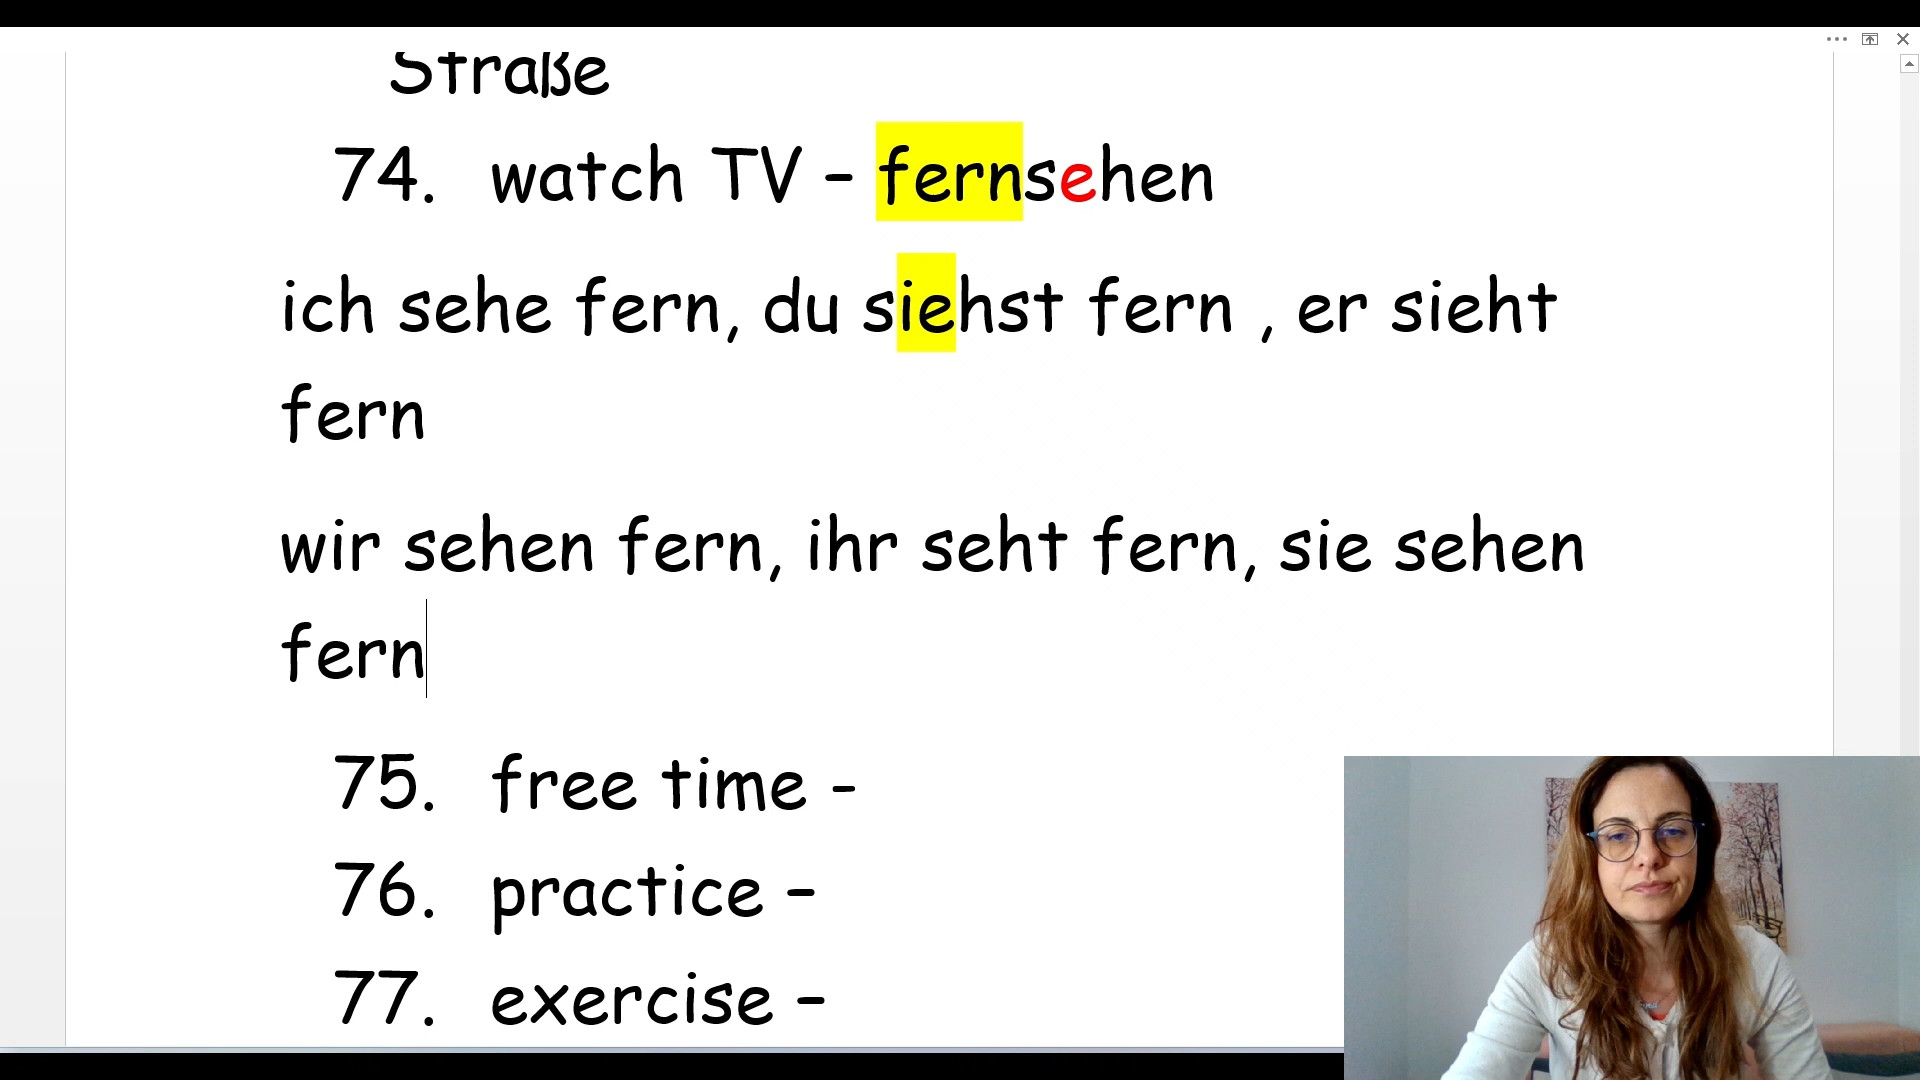 Straße
74. watch TV – fernsehen
ich sehe fern, du siehst fern , er sieht
fern
wir sehen fern, ihr seht fern, sie sehen
fern
75. free time -
76. practice –
77. exercise –